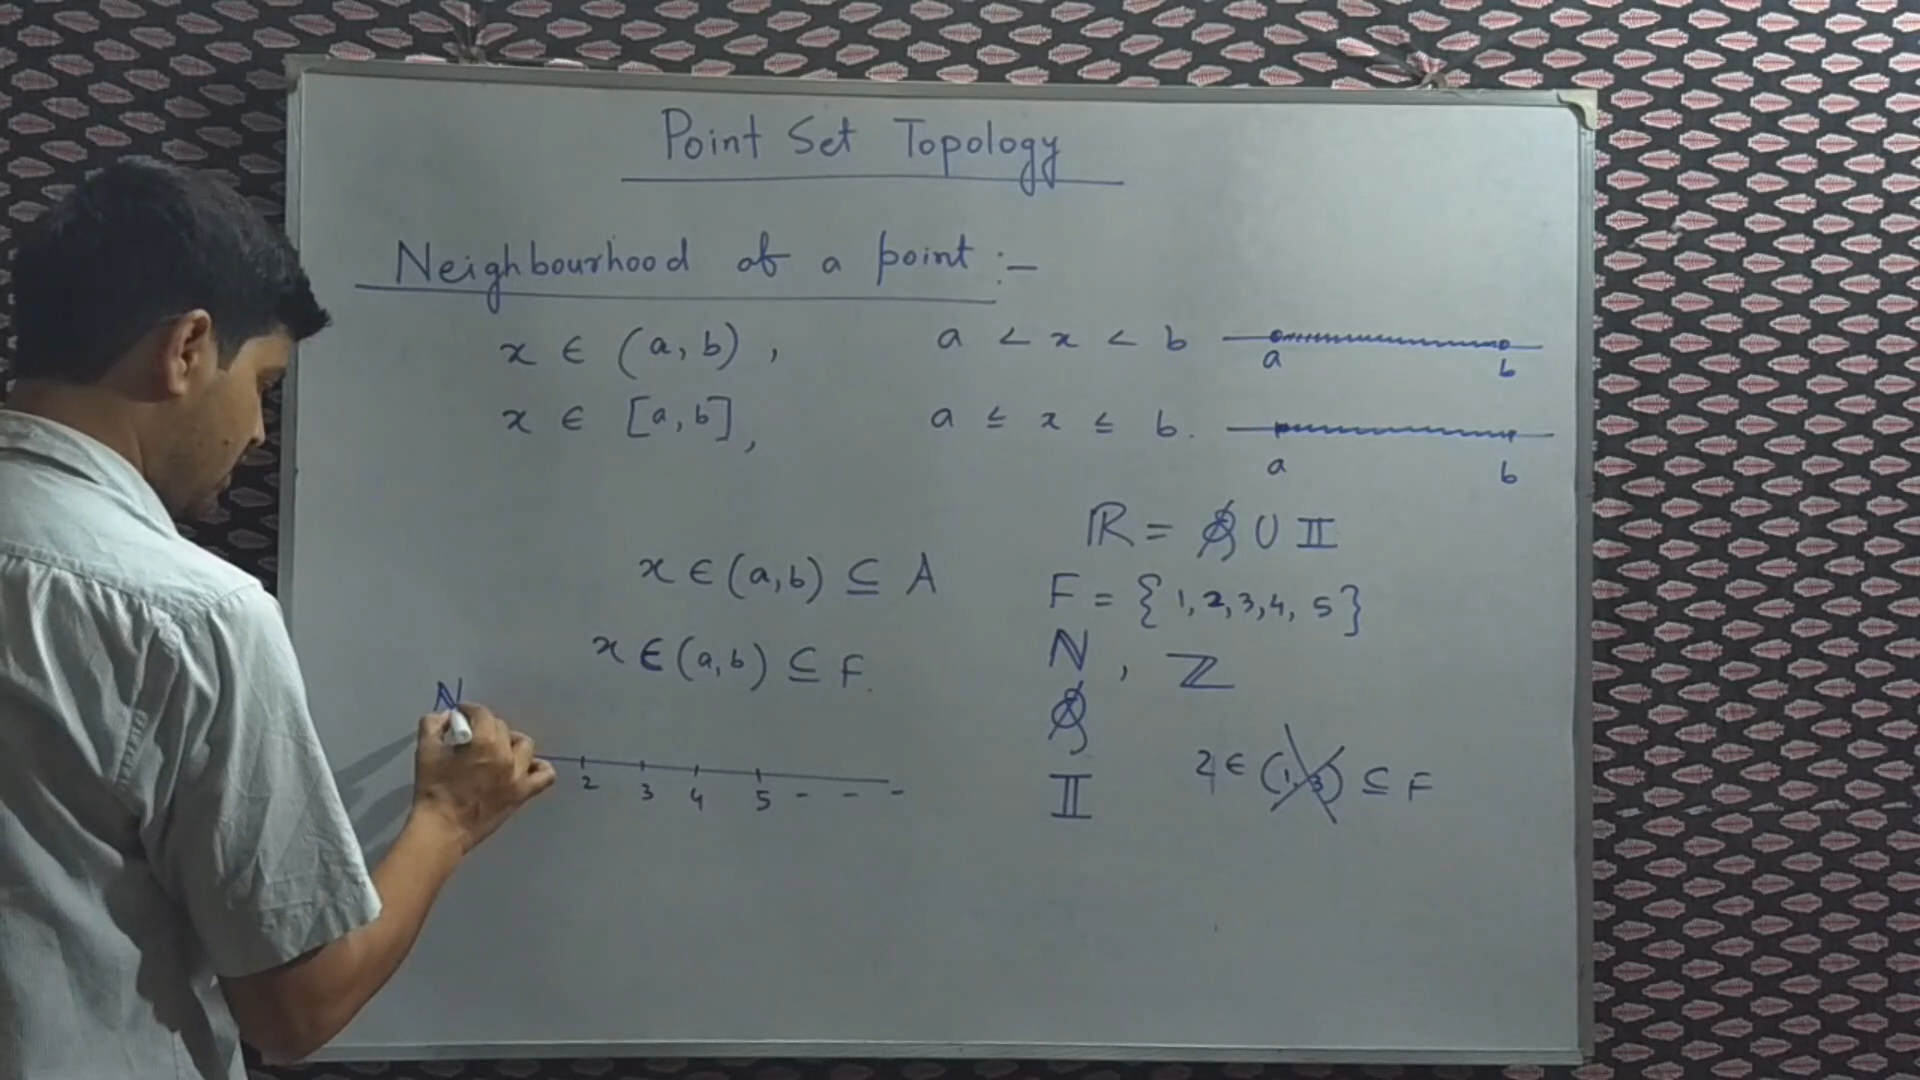 Point Set Topology
Neighbourhood of a point :-
x ∈ (a, b) , a < x < b
a b
x ∈ [a, b] , a ≤ x ≤ b.
a b
ℝ = ℚ ∪ 𝕀
x ∈ (a, b) ⊆ A
F = { 1, 2, 3, 4, 5 }
x ∈ (a, b) ⊆ F
ℕ , ℤ
ℚ
𝕀
2 ∈ (1, 3) ⊆ F
ℕ
2 3 4 5 - - -